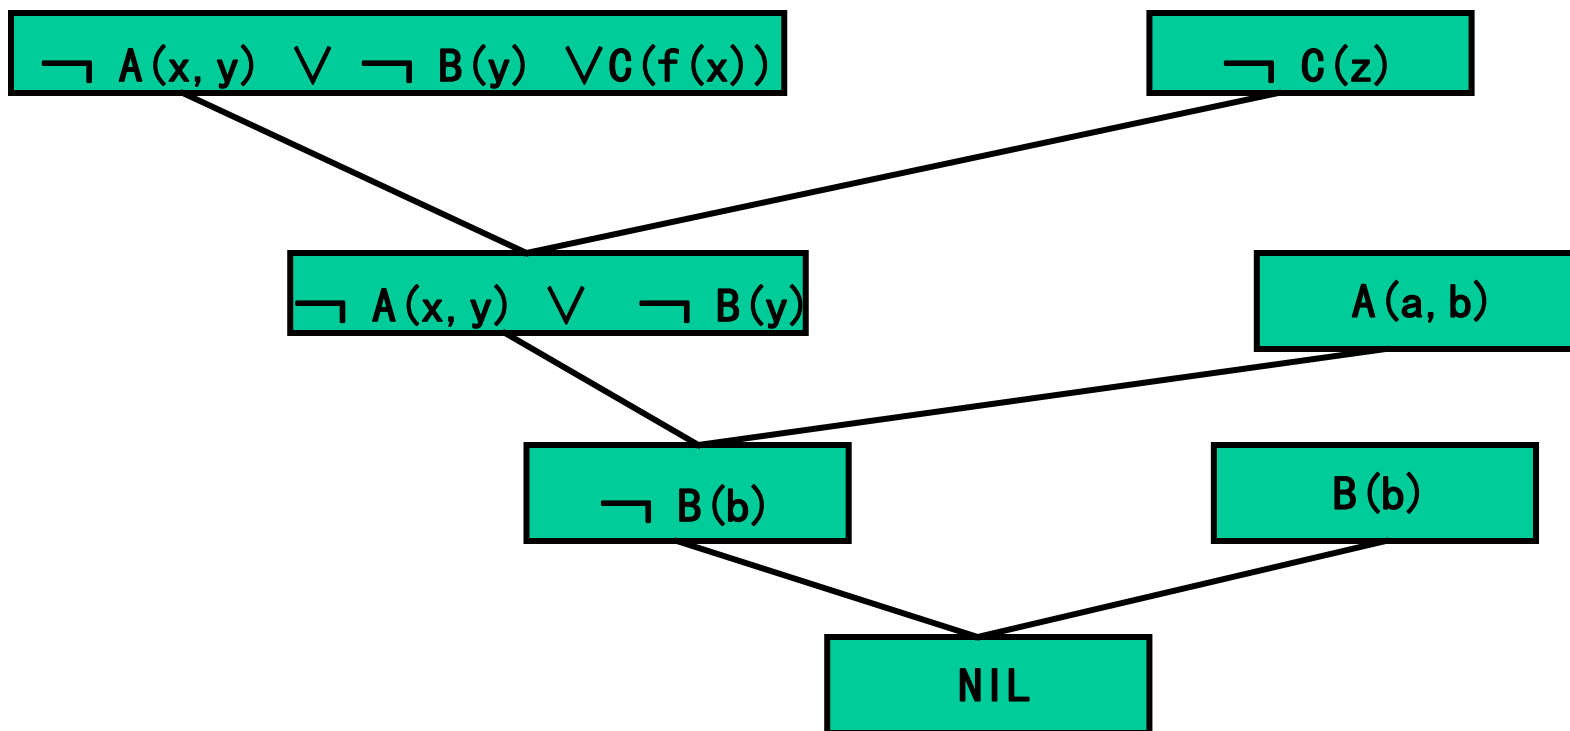 ¬ A(x,y) ∨ ¬ B(y) ∨C(f(x))
¬ C(z)
¬ A(x,y) ∨ ¬ B(y)
A(a,b)
¬ B(b)
B(b)
NIL